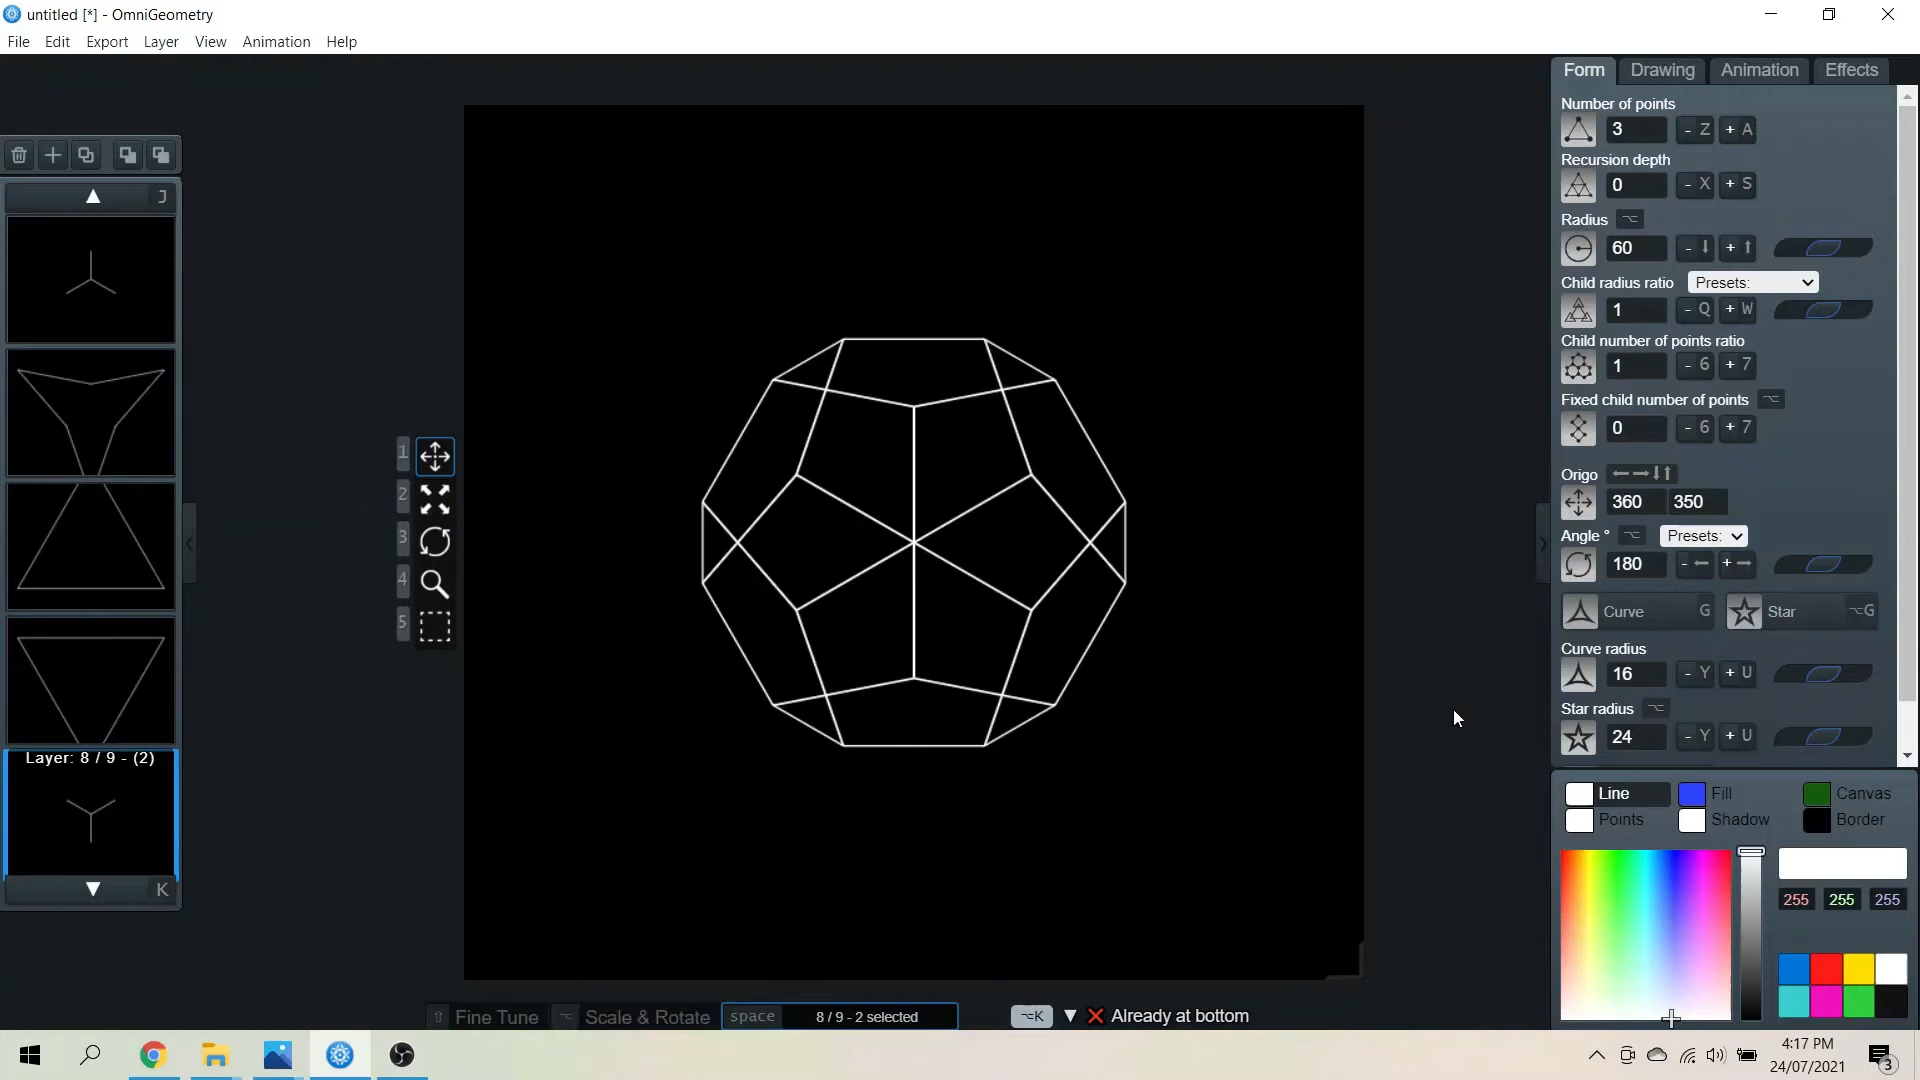 untitled [*] - OmniGeometry
File Edit Export Layer View Animation Help
Form Drawing Animation Effects
Number of points
3 - Z + A
Recursion depth
0 - X + S
Radius ⌥
60 - ↓ + ↑
Child radius ratio Presets:
1 - Q + W
Child number of points ratio
1 - 6 + 7
Fixed child number of points ⌥
0 - 6 + 7
Origo ←→↓↑
360 350
Angle ° ⌥ Presets:
180 - ← + →
Curve G Star ⌥G
Curve radius
16 - Y + U
Star radius ⌥
24 - Y + U
Line Fill Canvas
Points Shadow Border
255 255 255
J
Layer: 8 / 9 - (2)
K
1
2
3
4
5
⇧ Fine Tune ⌥ Scale & Rotate space 8 / 9 - 2 selected ⌥K ▼ Already at bottom
4:17 PM
24/07/2021
3